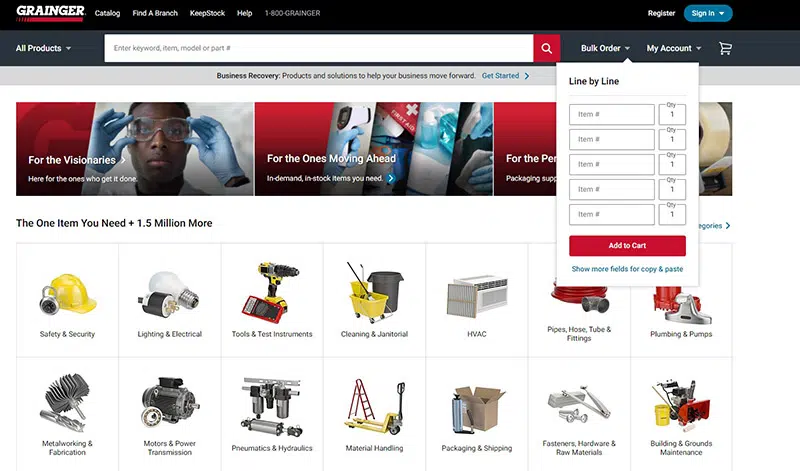 GRAINGER
Catalog Find A Branch KeepStock Help 1-800-GRAINGER Register Sign in
All Products Enter keyword, item, model or part # Bulk Order My Account
Business Recovery: Products and solutions to help your business move forward. Get Started
Line by Line
Item # Qty 1
Item # Qty 1
Item # Qty 1
Item # Qty 1
Item # Qty 1
Add to Cart
Show more fields for copy & paste
For the Visionaries
Here for the ones who get it done.
FIRST AID
For the Ones Moving Ahead
In-demand, in-stock items you need.
For the
Packaging
The One Item You Need + 1.5 Million More
Safety & Security
Lighting & Electrical
Tools & Test Instruments
Cleaning & Janitorial
HVAC
Pipes, Hose, Tube &
Fittings
Plumbing & Pumps
Metalworking &
Fabrication
Motors & Power
Transmission
Pneumatics & Hydraulics
Material Handling
Packaging & Shipping
Fasteners, Hardware &
Raw Materials
Building & Grounds
Maintenance